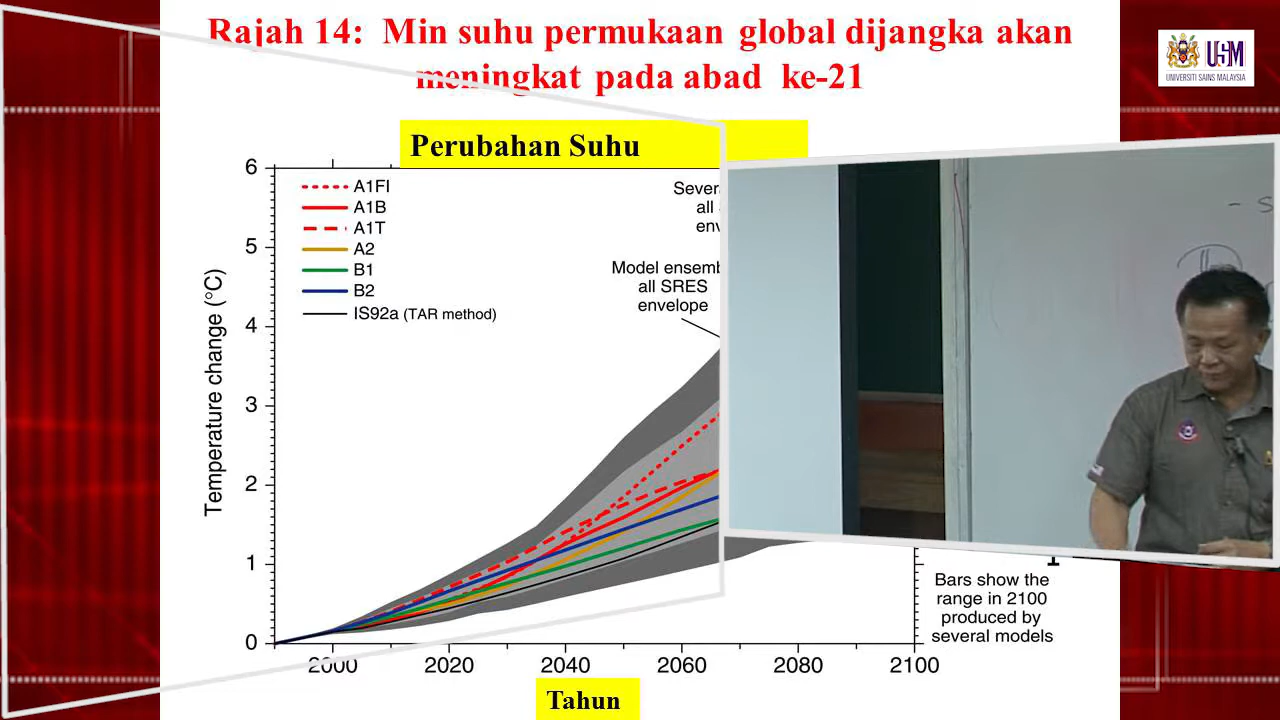 Rajah 14: Min suhu permukaan global dijangka akan
meningkat pada abad ke-21
USM
UNIVERSITI SAINS MALAYSIA
Perubahan Suhu
6
5
4
3
2
1
0
Temperature change (°C)
A1FI
A1B
A1T
A2
B1
B2
IS92a (TAR method)
all
Model
all SRES
envelope
Bars show the
range in 2100
produced by
several models
2000 2020 2040 2060 2080 2100
Tahun